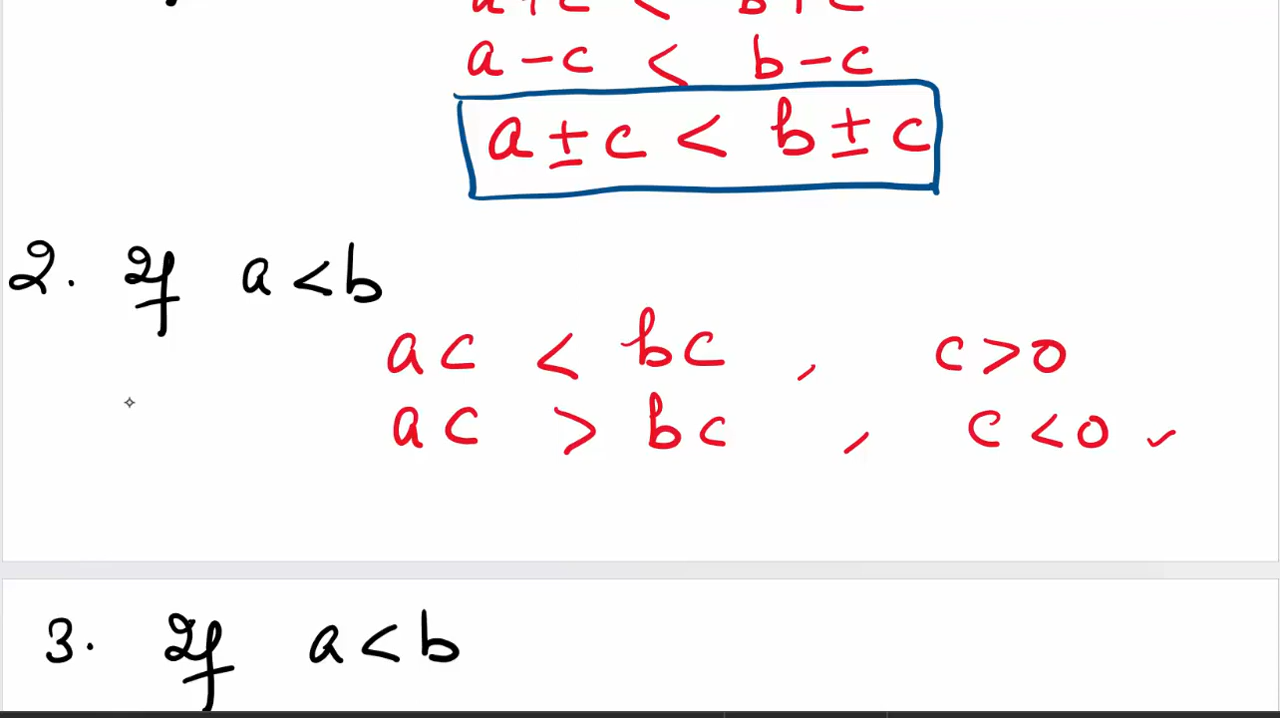 a + c < b + c
a - c < b - c
a ± c < b ± c
2. If a < b
ac < bc , c > 0
ac > bc , c < 0 ✓
3. If a < b